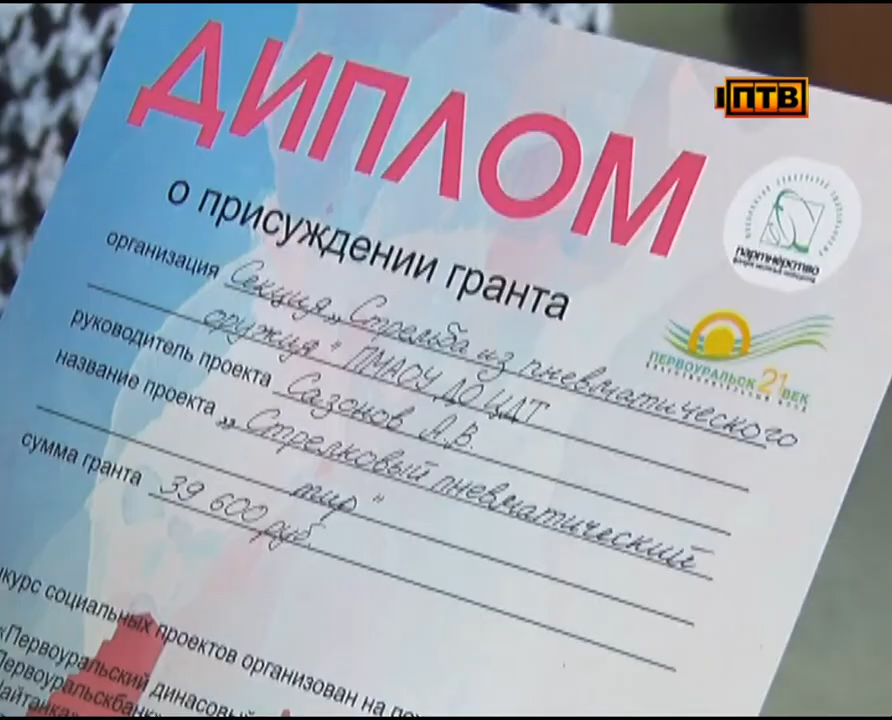 ПТВ
ДИПЛОМ
о присуждении гранта
организация Секция „Стрельба из пневматического
оружия" ПМАОУ ДО ЦДТ
руководитель проекта Сазонов А.В.
название проекта „Стрелковый пневматический
тир"
сумма гранта 39 600 руб.
партнёрство
ПЕРВОУРАЛЬСК 21 ВЕК
курс социальных проектов организован на
«Первоуральский динасовый
Первоуральскбанк